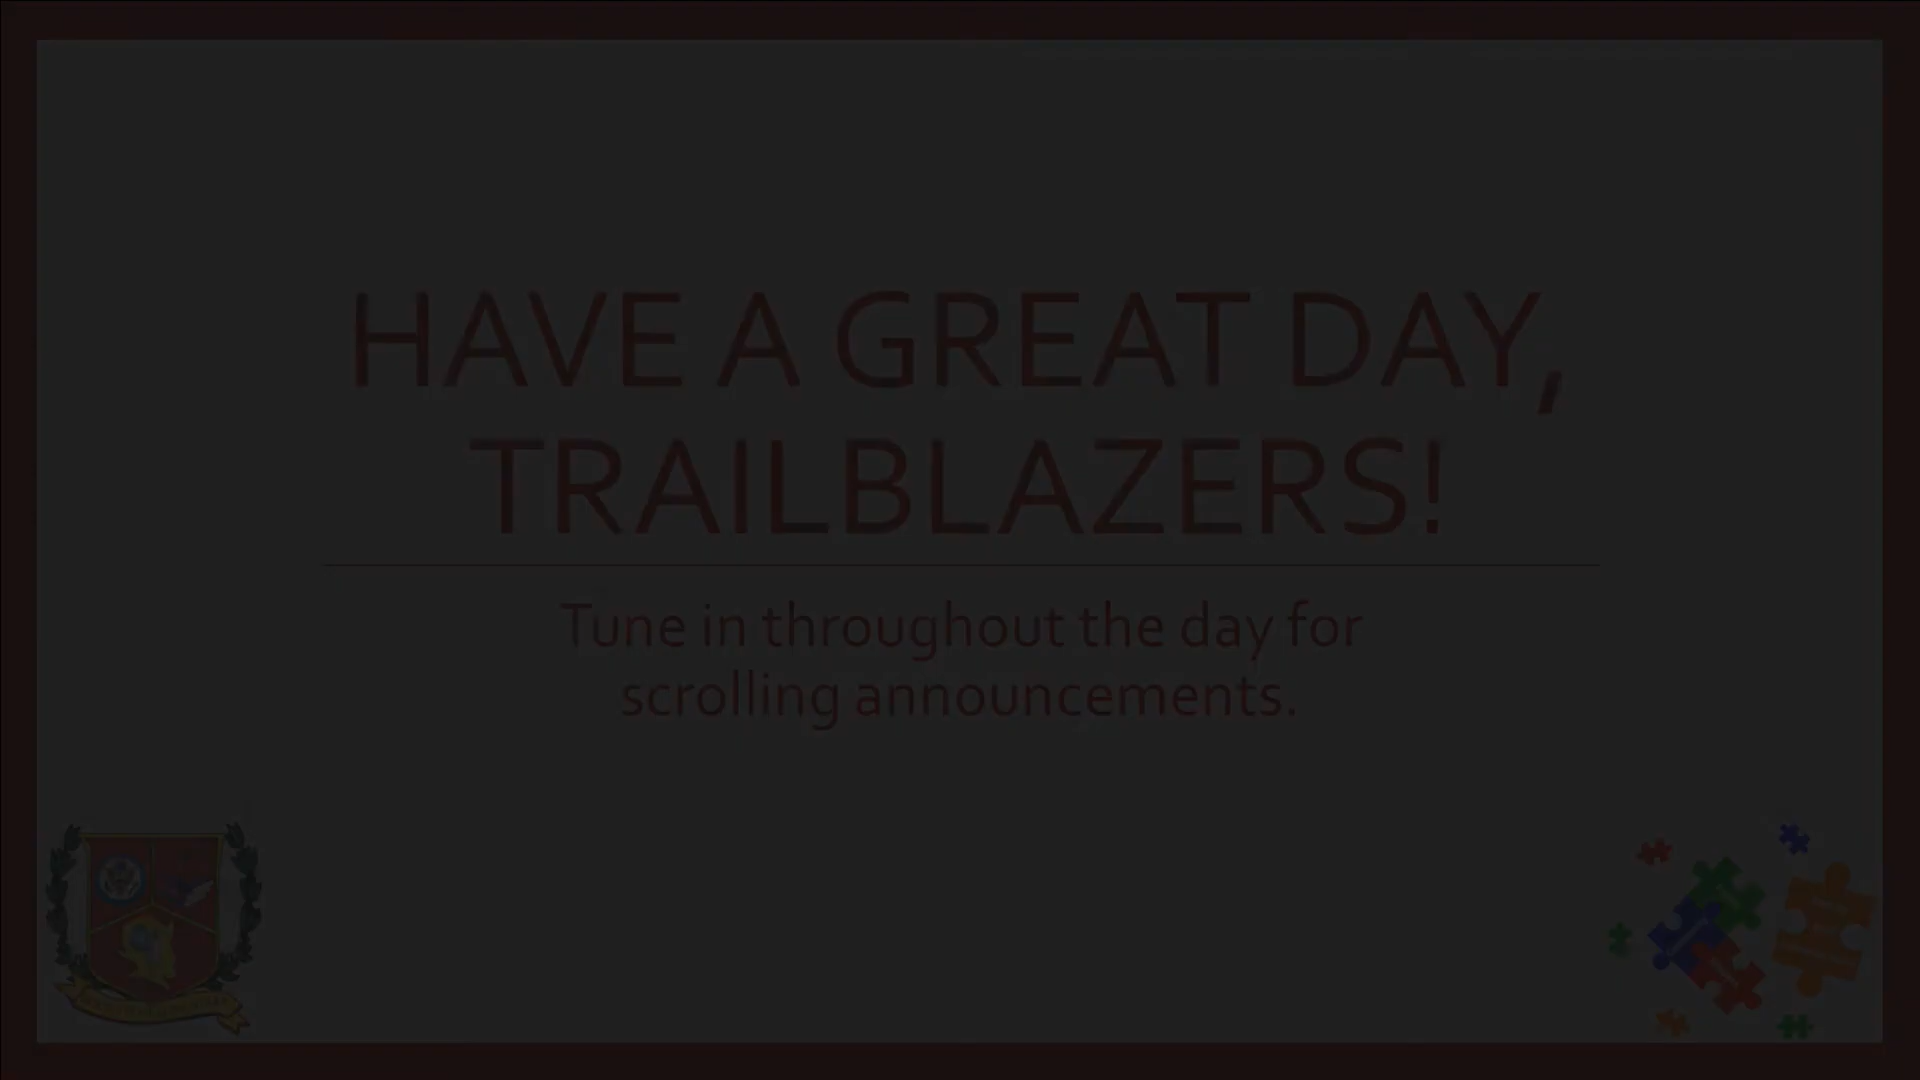 HAVE A GREAT DAY,
TRAILBLAZERS!
Tune in throughout the day for
scrolling announcements.